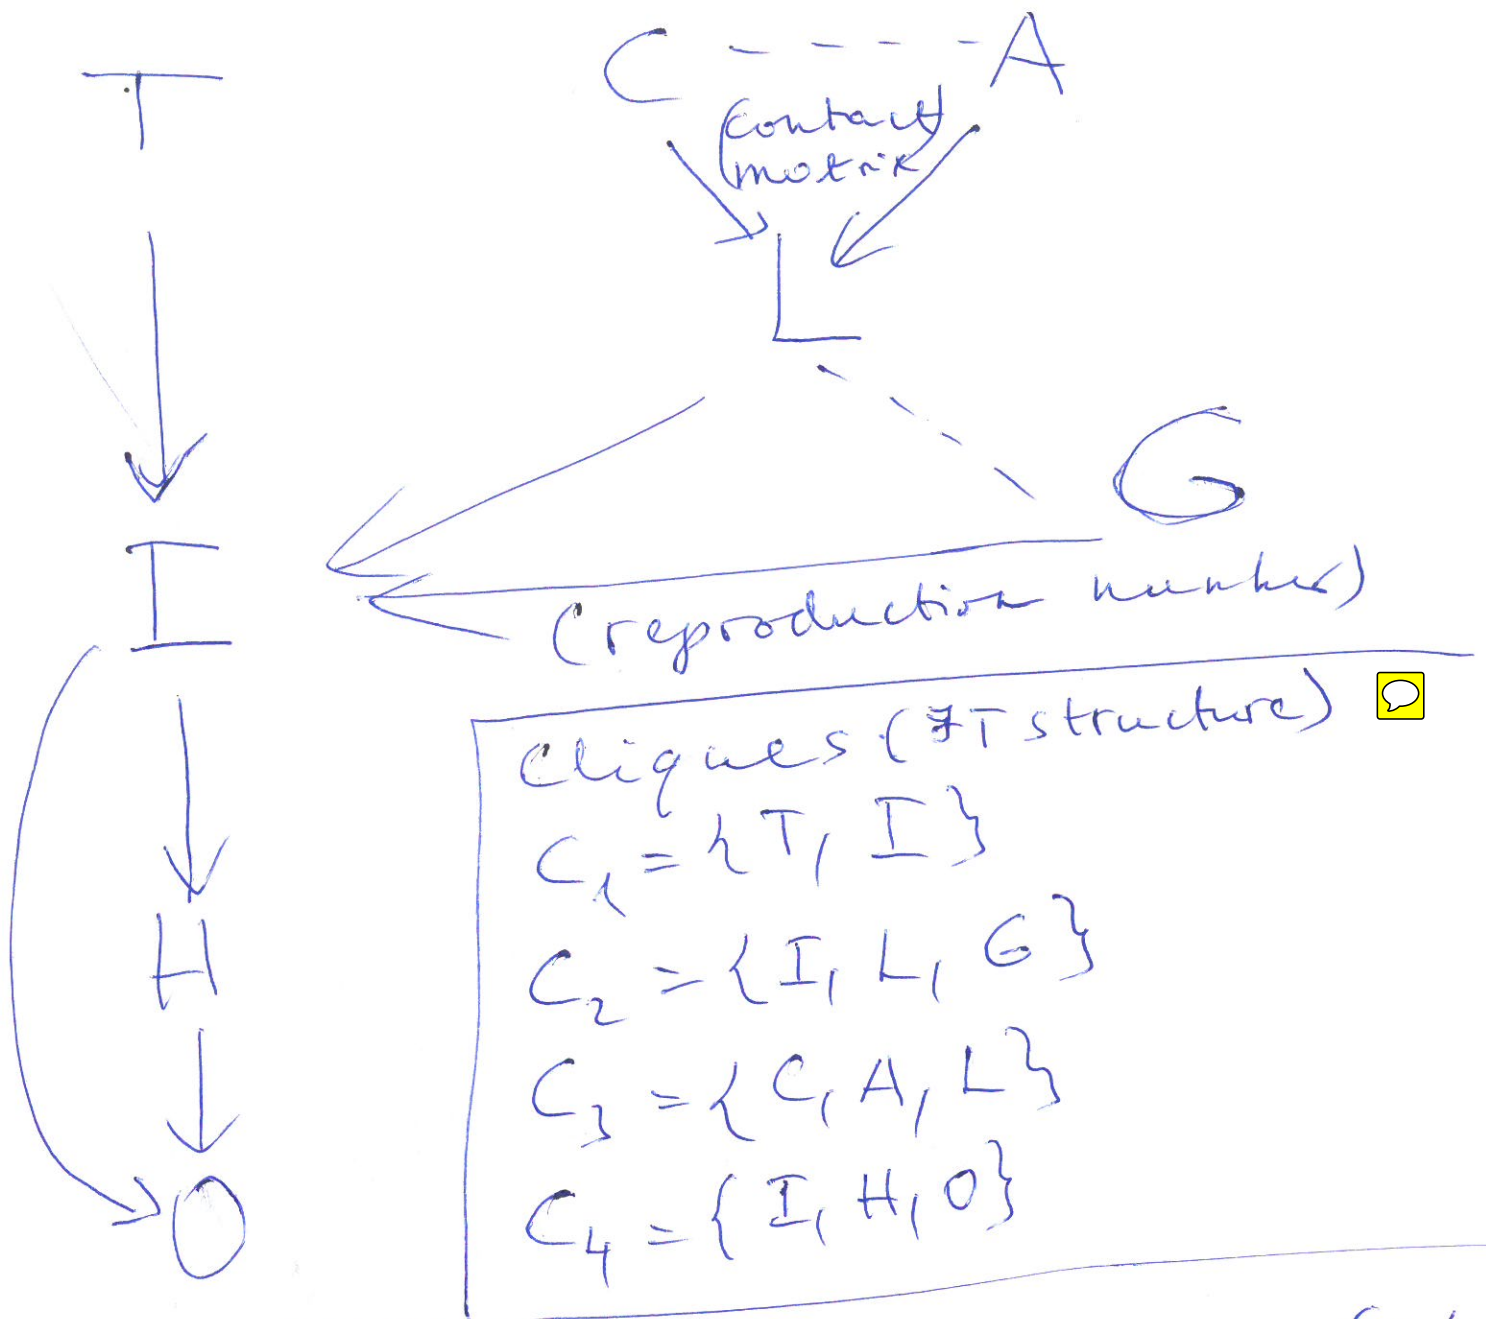 T
C - - - - A
(contact
matrix)
L
G
I
(reproduction number)
Cliques (JT structure)
C₁ = {T, I}
C₂ = {I, L, G}
H
C₃ = {C, A, L}
C₄ = {I, H, O}
O